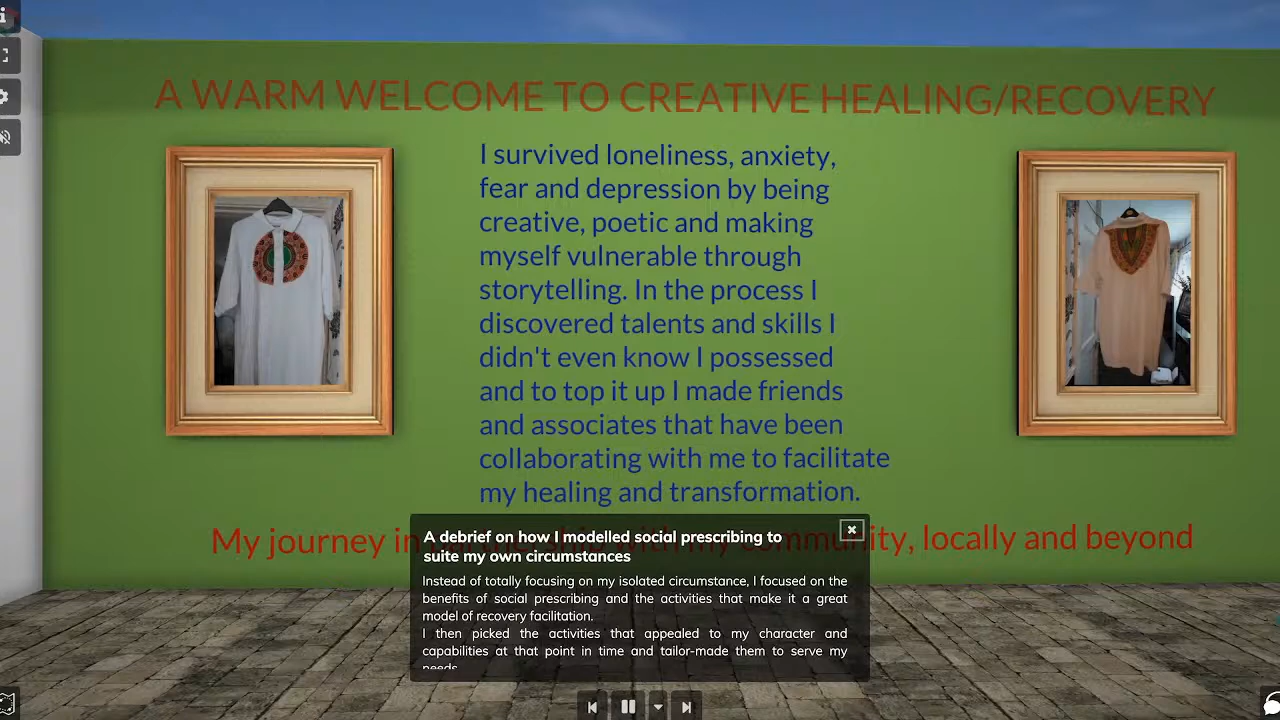 A WARM WELCOME TO CREATIVE HEALING/RECOVERY
I survived loneliness, anxiety,
fear and depression by being
creative, poetic and making
myself vulnerable through
storytelling. In the process I
discovered talents and skills I
didn't even know I possessed
and to top it up I made friends
and associates that have been
collaborating with me to facilitate
my healing and transformation.
My journey in partnership with my community, locally and beyond
A debrief on how I modelled social prescribing to
suite my own circumstances
Instead of totally focusing on my isolated circumstance, I focused on the
benefits of social prescribing and the activities that make it a great
model of recovery facilitation.
I then picked the activities that appealed to my character and
capabilities at that point in time and tailor-made them to serve my
needs